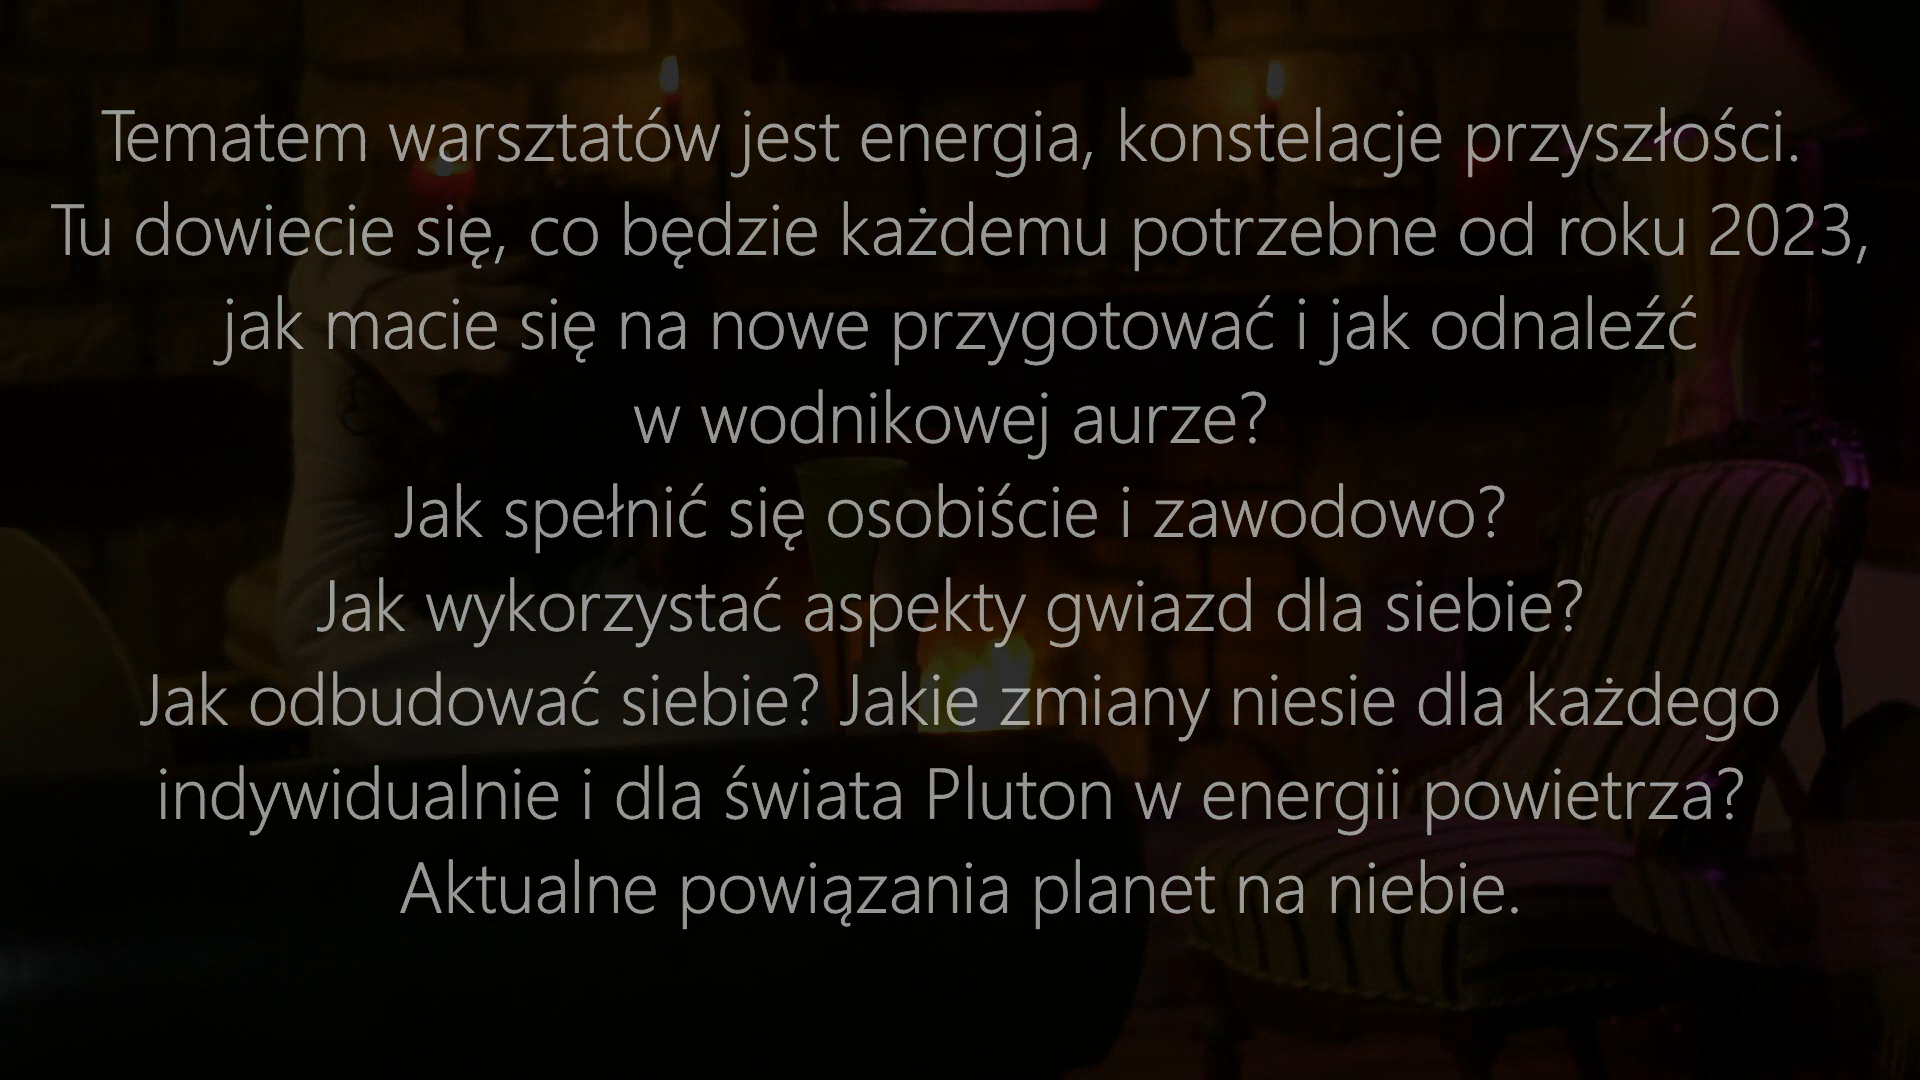 Tematem warsztatów jest energia, konstelacje przyszłości.
Tu dowiecie się, co będzie każdemu potrzebne od roku 2023,
jak macie się na nowe przygotować i jak odnaleźć
w wodnikowej aurze?
Jak spełnić się osobiście i zawodowo?
Jak wykorzystać aspekty gwiazd dla siebie?
Jak odbudować siebie? Jakie zmiany niesie dla każdego
indywidualnie i dla świata Pluton w energii powietrza?
Aktualne powiązania planet na niebie.